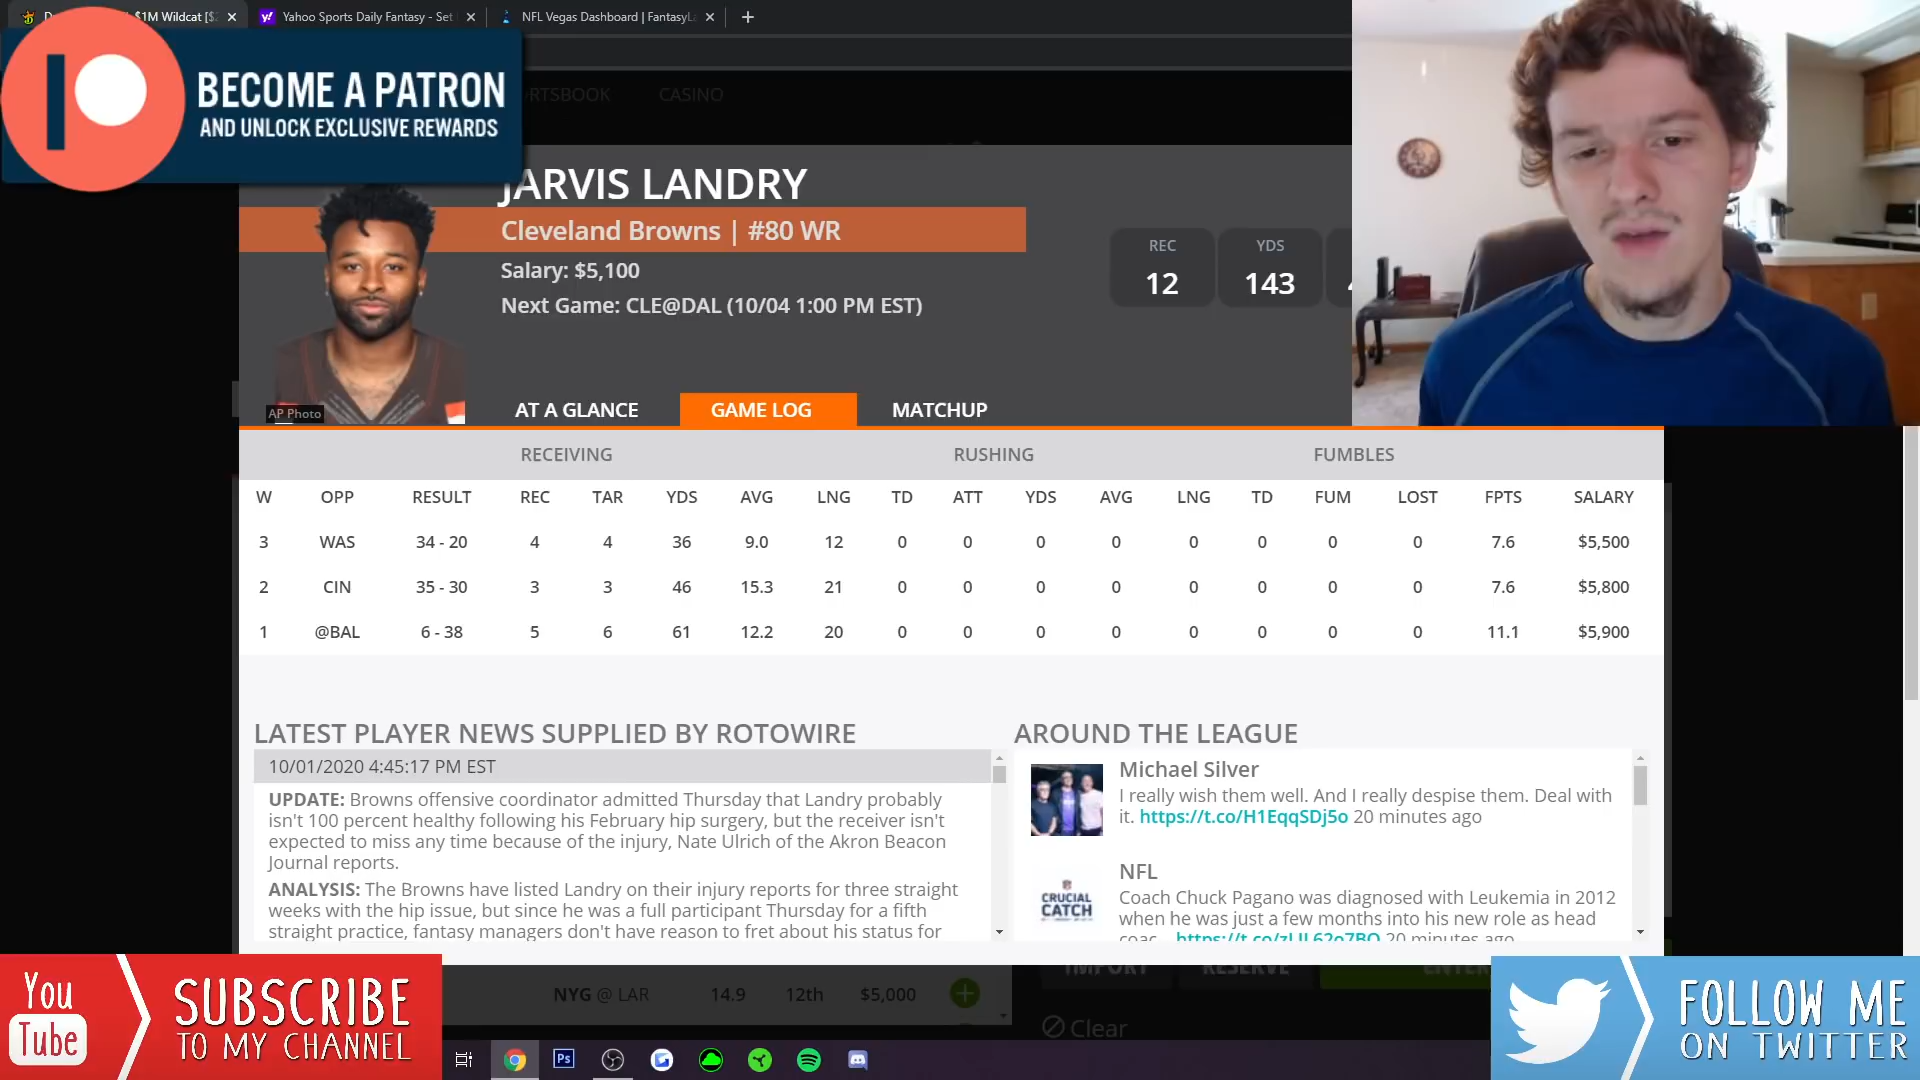 $1M Wildcat [$
Yahoo Sports Daily Fantasy - Set
NFL Vegas Dashboard | FantasyLa
BECOME A PATRON
AND UNLOCK EXCLUSIVE REWARDS
RTSBOOK
CASINO
JARVIS LANDRY
Cleveland Browns | #80 WR
Salary: $5,100
Next Game: CLE@DAL (10/04 1:00 PM EST)
REC
YDS
12
143
AP Photo
AT A GLANCE
GAME LOG
MATCHUP
RECEIVING
RUSHING
FUMBLES
W OPP RESULT REC TAR YDS AVG LNG TD ATT YDS AVG LNG TD FUM LOST FPTS SALARY
3 WAS 34 - 20 4 4 36 9.0 12 0 0 0 0 0 0 0 0 7.6 $5,500
2 CIN 35 - 30 3 3 46 15.3 21 0 0 0 0 0 0 0 0 7.6 $5,800
1 @BAL 6 - 38 5 6 61 12.2 20 0 0 0 0 0 0 0 0 11.1 $5,900
LATEST PLAYER NEWS SUPPLIED BY ROTOWIRE
10/01/2020 4:45:17 PM EST
UPDATE: Browns offensive coordinator admitted Thursday that Landry probably
isn't 100 percent healthy following his February hip surgery, but the receiver isn't
expected to miss any time because of the injury, Nate Ulrich of the Akron Beacon
Journal reports.
ANALYSIS: The Browns have listed Landry on their injury reports for three straight
weeks with the hip issue, but since he was a full participant Thursday for a fifth
straight practice, fantasy managers don't have reason to fret about his status for
AROUND THE LEAGUE
Michael Silver
I really wish them well. And I really despise them. Deal with
it. https://t.co/H1EqqSDj5o 20 minutes ago
NFL
CRUCIAL
CATCH
Coach Chuck Pagano was diagnosed with Leukemia in 2012
when he was just a few months into his new role as head
coac... 20 minutes ago
NYG @ LAR 14.9 12th $5,000
IMPORT
RESERVE
Clear
You
Tube
SUBSCRIBE
TO MY CHANNEL
Ps
FOLLOW ME
ON TWITTER